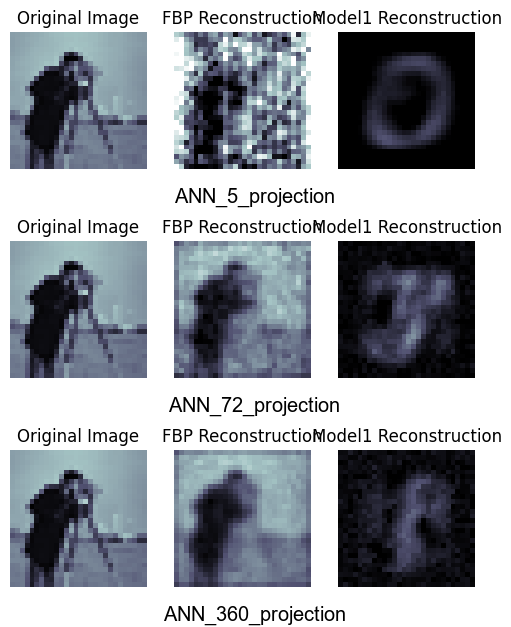 Original Image FBP Reconstruction Model1 Reconstruction
ANN_5_projection
Original Image FBP Reconstruction Model1 Reconstruction
ANN_72_projection
Original Image FBP Reconstruction Model1 Reconstruction
ANN_360_projection